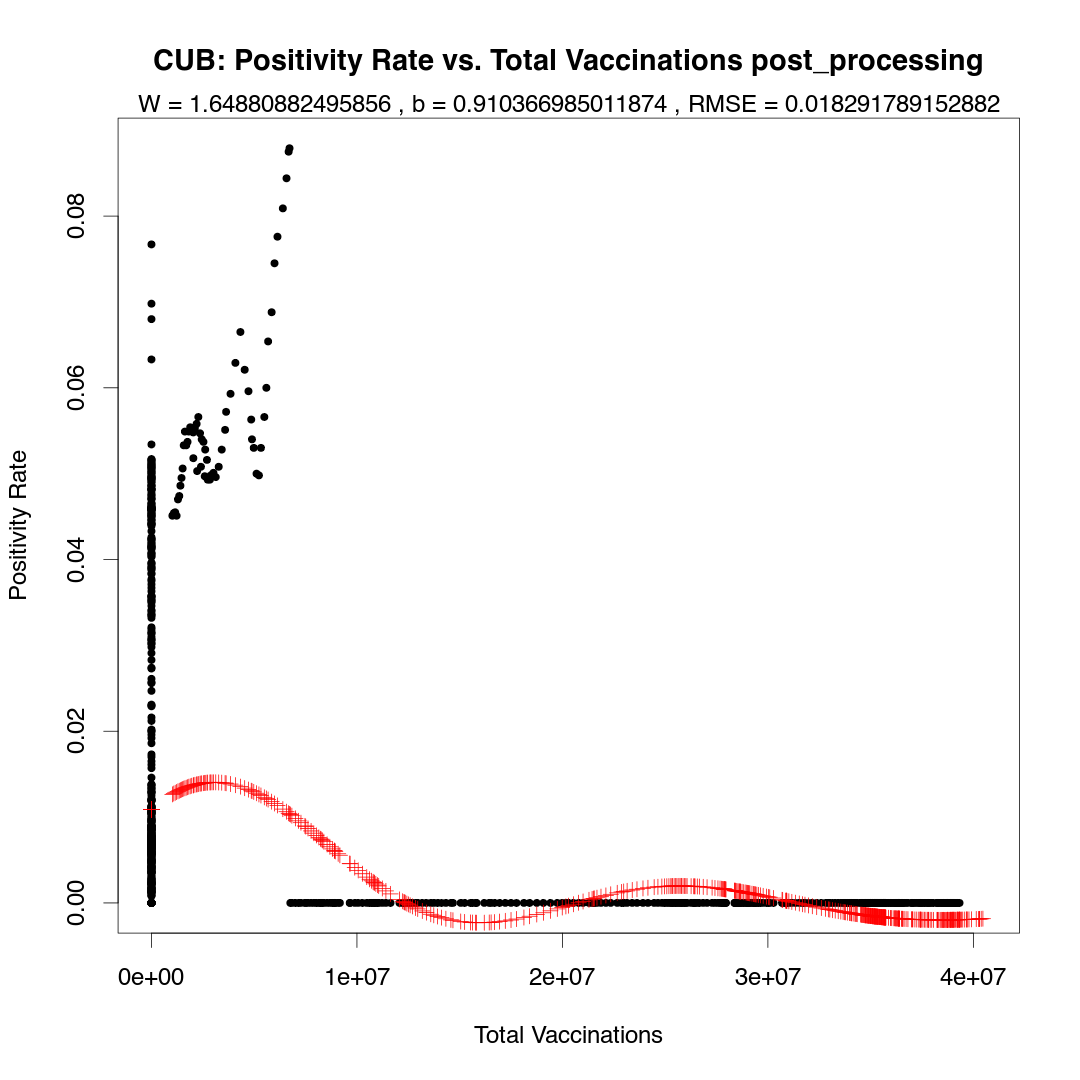 CUB: Positivity Rate vs. Total Vaccinations post_processing
W = 1.64880882495856 , b = 0.910366985011874 , RMSE = 0.018291789152882
Positivity Rate
0.08
0.06
0.04
0.02
0.00
0e+00 1e+07 2e+07 3e+07 4e+07
Total Vaccinations